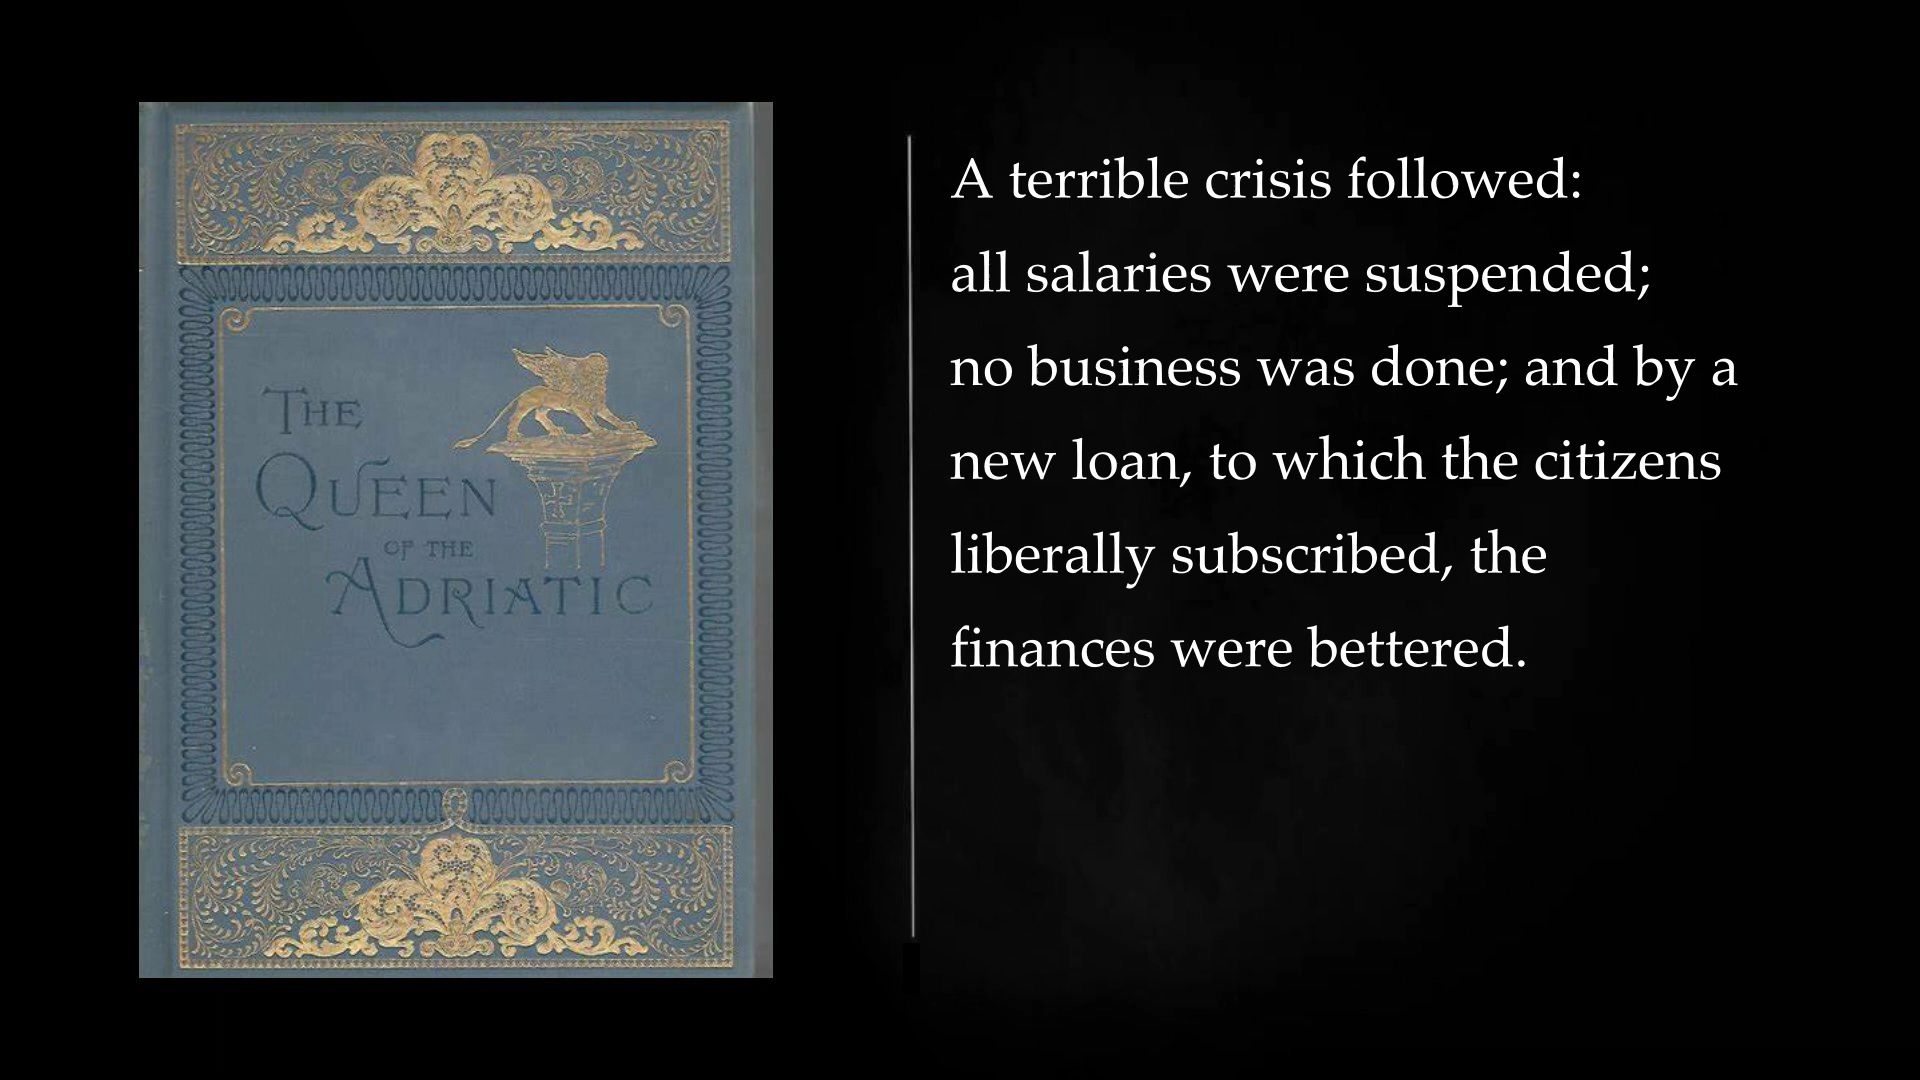 THE
QUEEN
OF THE
ADRIATIC
A terrible crisis followed:
all salaries were suspended;
no business was done; and by a
new loan, to which the citizens
liberally subscribed, the
finances were bettered.